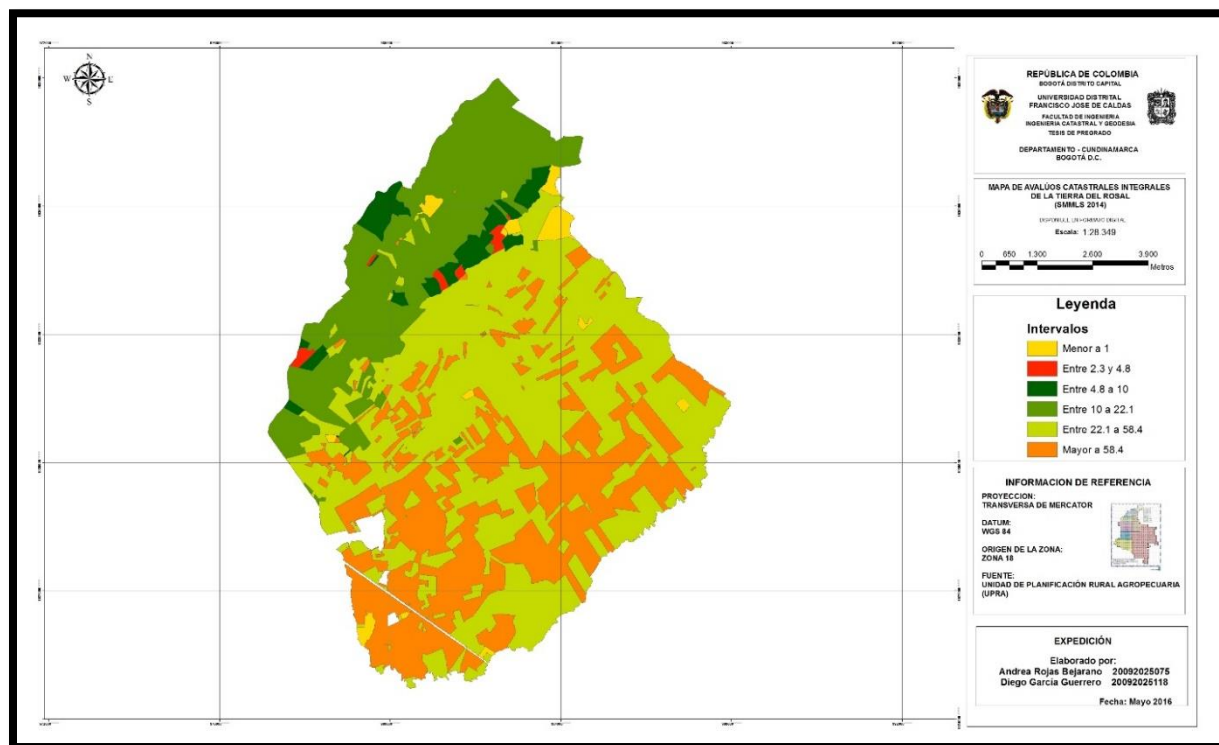 N
W E
S
REPÚBLICA DE COLOMBIA
BOGOTÁ DISTRITO CAPITAL
UNIVERSIDAD DISTRITAL
FRANCISCO JOSE DE CALDAS
FACULTAD DE INGENIERIA
INGENIERIA CATASTRAL Y GEODESIA
TESIS DE PREGRADO
DEPARTAMENTO - CUNDINAMARCA
BOGOTÁ D.C.
MAPA DE AVALÚOS CATASTRALES INTEGRALES
DE LA TIERRA DEL ROSAL
(SMMLS 2014)
DISPONIBLE EN FORMATO DIGITAL
Escala: 1:28.349
0 650 1.300 2.600 3.900
Metros
Leyenda
Intervalos
Menor a 1
Entre 2.3 y 4.8
Entre 4.8 a 10
Entre 10 a 22.1
Entre 22.1 a 58.4
Mayor a 58.4
INFORMACION DE REFERENCIA
PROYECCION:
TRANSVERSA DE MERCATOR
DATUM:
WGS 84
ORIGEN DE LA ZONA:
ZONA 18
FUENTE:
UNIDAD DE PLANIFICACIÓN RURAL AGROPECUARIA
(UPRA)
EXPEDICIÓN
Elaborado por:
Andrea Rojas Bejarano 20092025075
Diego García Guerrero 20092025118
Fecha: Mayo 2016